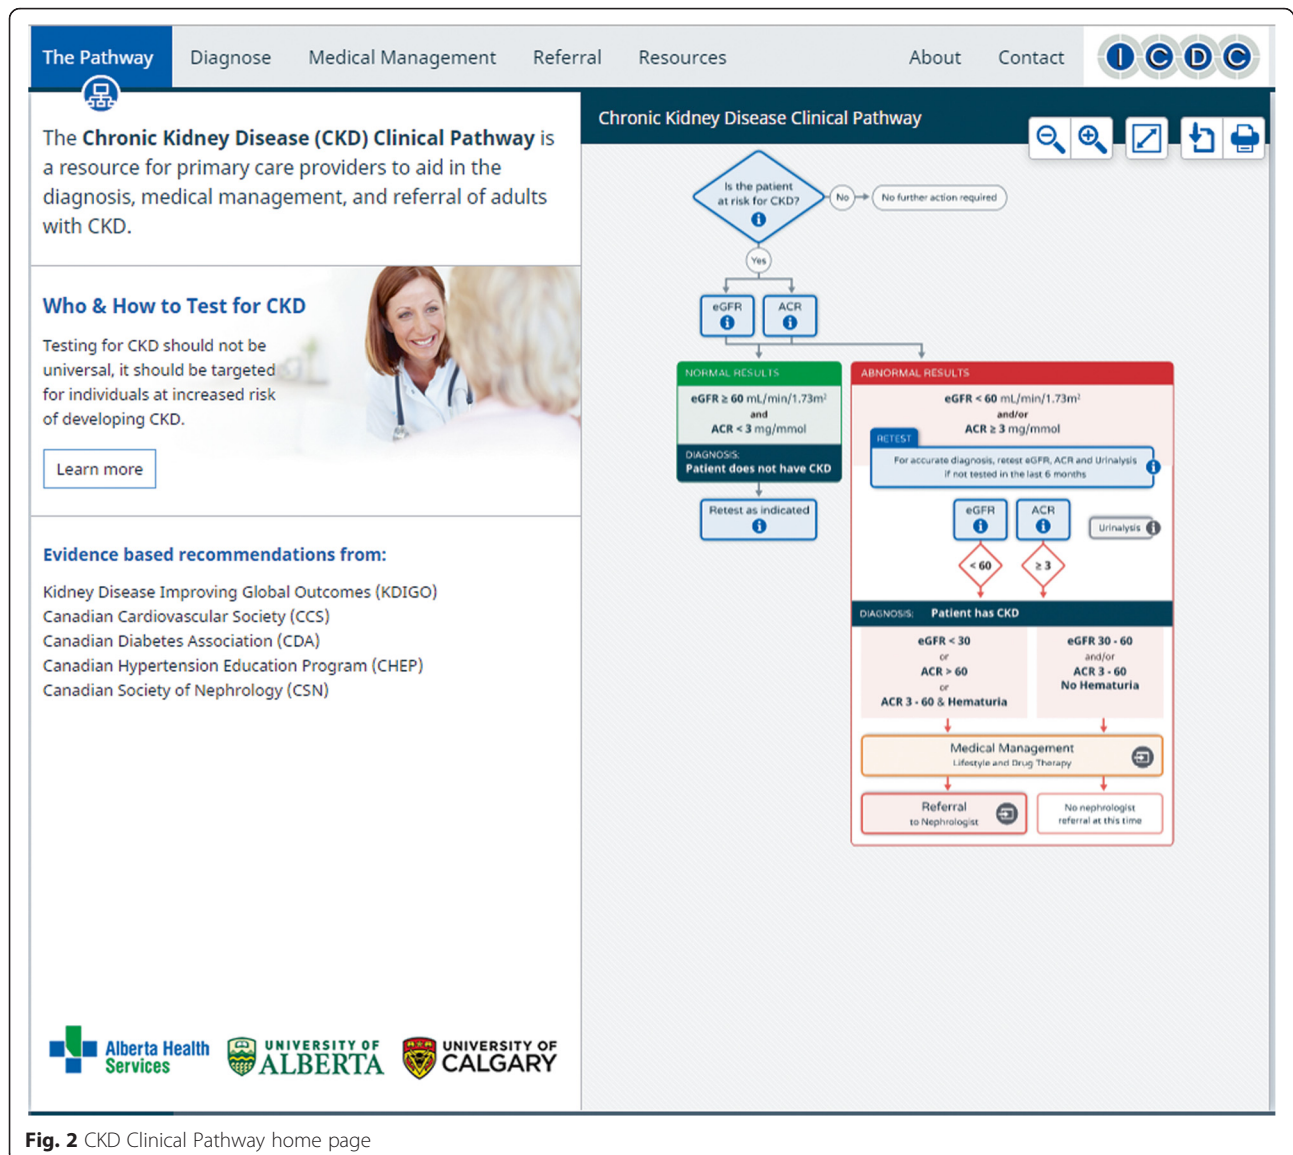 The Pathway
Diagnose
Medical Management
Referral
Resources
About
Contact
I C D C
The Chronic Kidney Disease (CKD) Clinical Pathway is
a resource for primary care providers to aid in the
diagnosis, medical management, and referral of adults
with CKD.
Who & How to Test for CKD
Testing for CKD should not be
universal, it should be targeted
for individuals at increased risk
of developing CKD.
Learn more
Evidence based recommendations from:
Kidney Disease Improving Global Outcomes (KDIGO)
Canadian Cardiovascular Society (CCS)
Canadian Diabetes Association (CDA)
Canadian Hypertension Education Program (CHEP)
Canadian Society of Nephrology (CSN)
Alberta Health
Services
UNIVERSITY OF
ALBERTA
UNIVERSITY OF
CALGARY
Chronic Kidney Disease Clinical Pathway
Is the patient
at risk for CKD?
No
No further action required
Yes
eGFR
ACR
NORMAL RESULTS
eGFR ≥ 60 mL/min/1.73m²
and
ACR < 3 mg/mmol
DIAGNOSIS:
Patient does not have CKD
Retest as indicated
ABNORMAL RESULTS
eGFR < 60 mL/min/1.73m²
and/or
ACR ≥ 3 mg/mmol
RETEST
For accurate diagnosis, retest eGFR, ACR and Urinalysis
if not tested in the last 6 months
eGFR
ACR
Urinalysis
< 60
≥ 3
DIAGNOSIS: Patient has CKD
eGFR < 30
or
ACR > 60
or
ACR 3 - 60 & Hematuria
eGFR 30 - 60
and/or
ACR 3 - 60
No Hematuria
Medical Management
Lifestyle and Drug Therapy
Referral
to Nephrologist
No nephrologist
referral at this time
Fig. 2 CKD Clinical Pathway home page